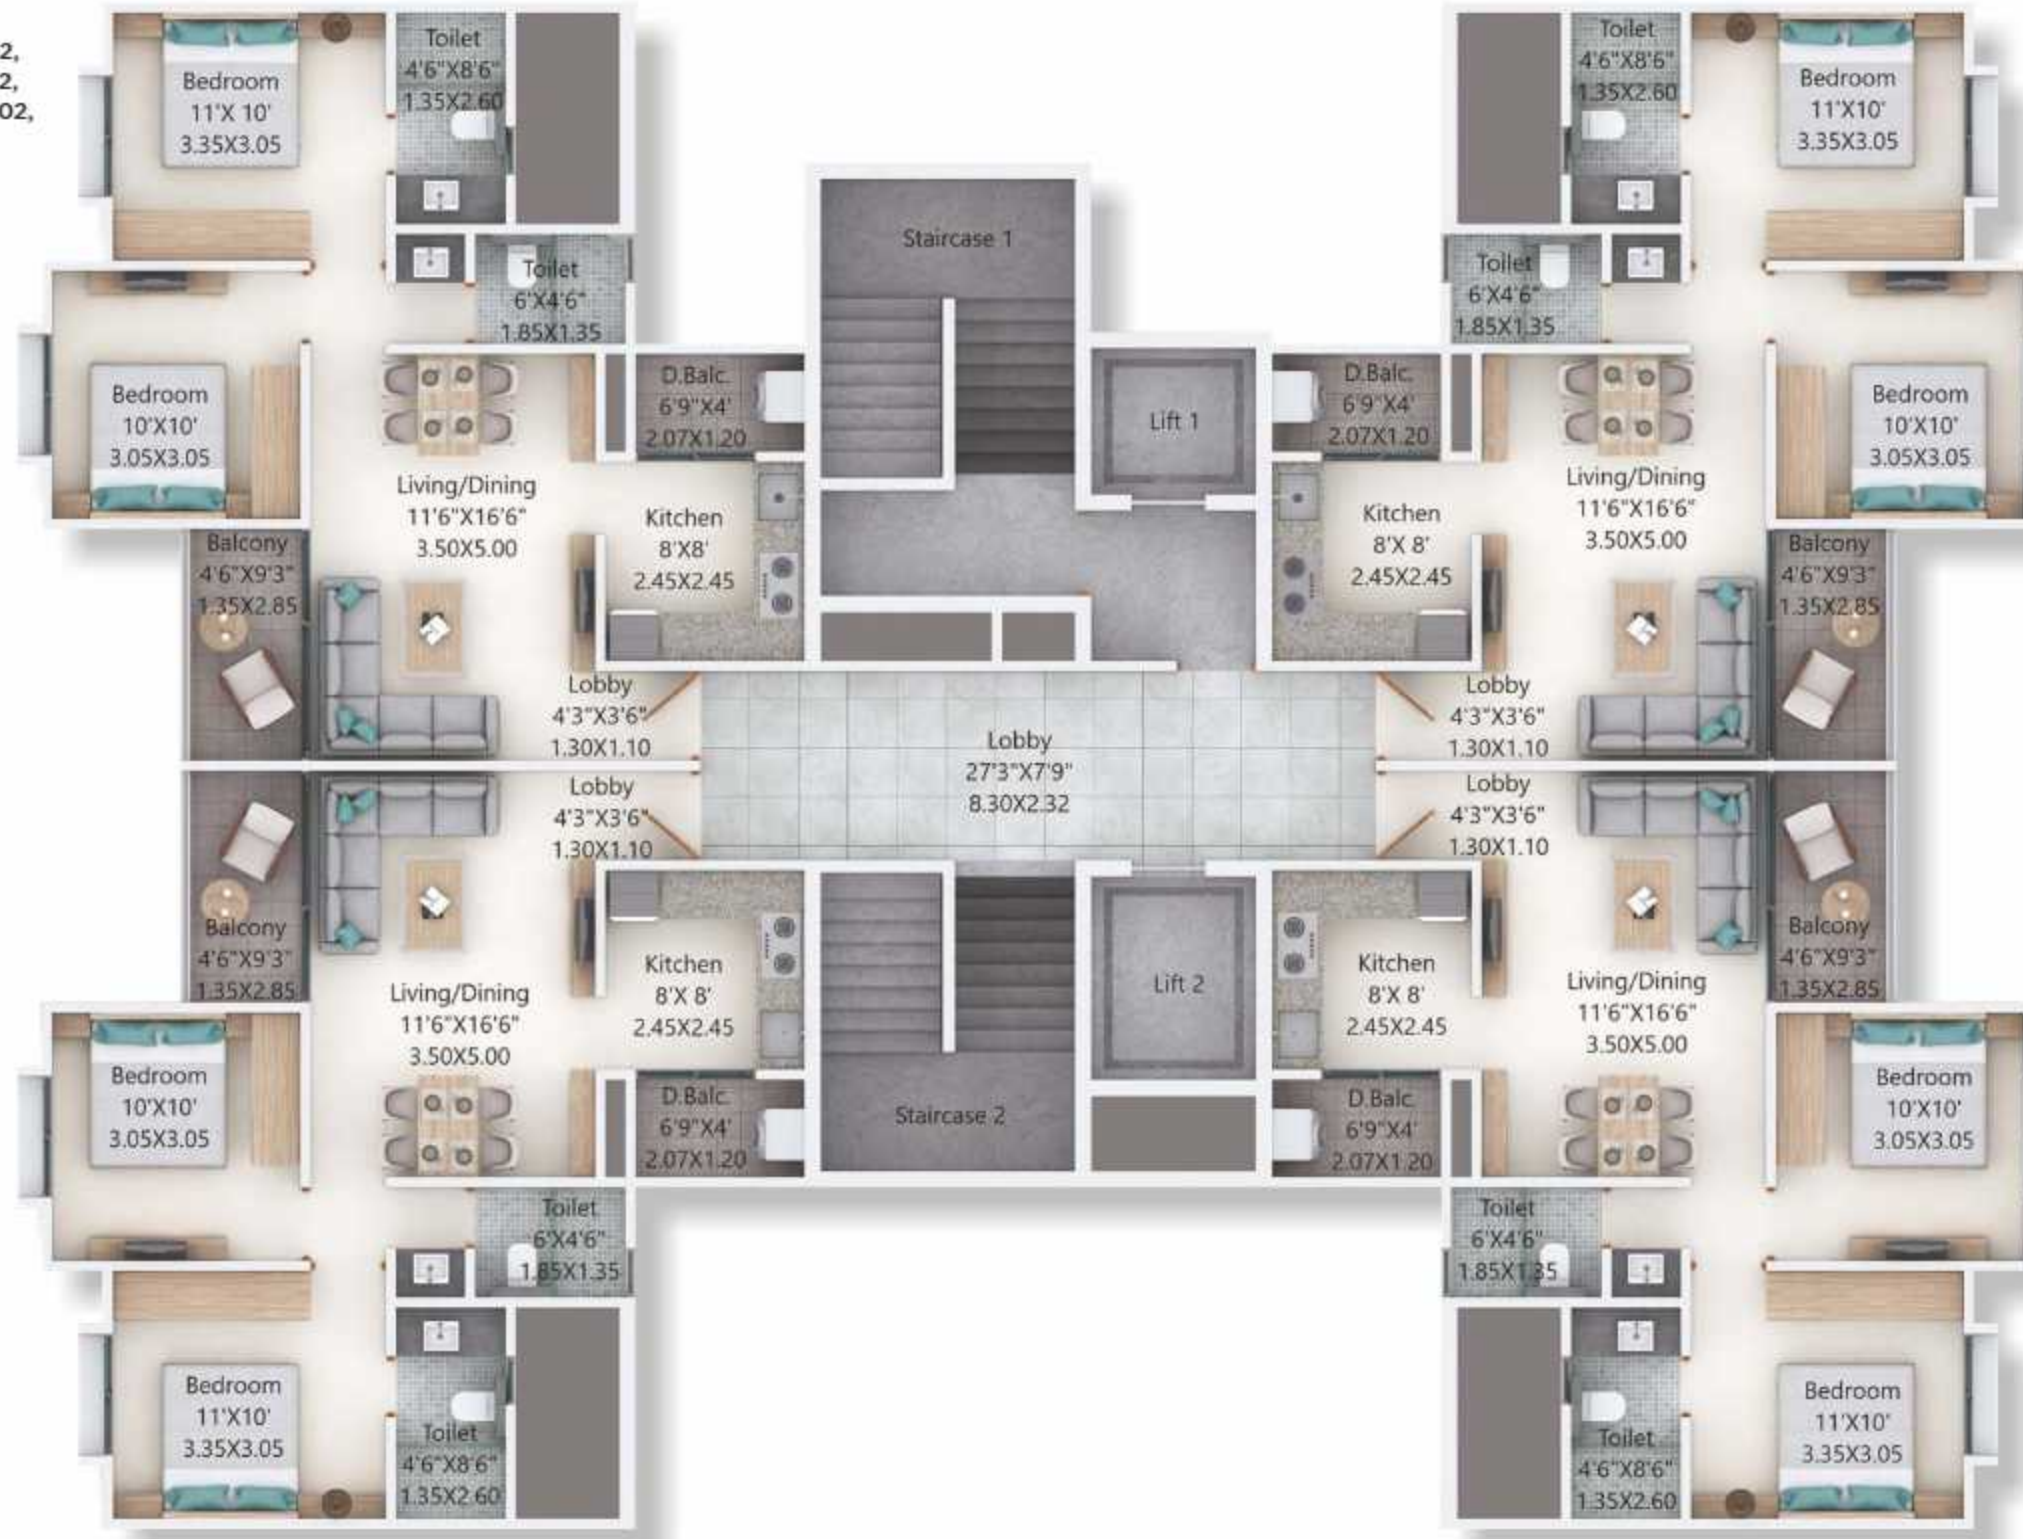 2,
2,
02,
Bedroom
11'X 10'
3.35X3.05
Toilet
4'6"X8'6"
1.35X2.60
Toilet
6'X4'6"
1.85X1.35
Bedroom
10'X10'
3.05X3.05
D.Balc.
6'9"X4'
2.07X1.20
Living/Dining
11'6"X16'6"
3.50X5.00
Kitchen
8'X8'
2.45X2.45
Balcony
4'6"X9'3"
1.35X2.85
Lobby
4'3"X3'6"
1.30X1.10
Staircase 1
Lift 1
Toilet
4'6"X8'6"
1.35X2.60
Bedroom
11'X10'
3.35X3.05
Toilet
6'X4'6"
1.85X1.35
D.Balc.
6'9"X4'
2.07X1.20
Bedroom
10'X10'
3.05X3.05
Living/Dining
11'6"X16'6"
3.50X5.00
Kitchen
8'X 8'
2.45X2.45
Balcony
4'6"X9'3"
1.35X2.85
Lobby
4'3"X3'6"
1.30X1.10
Lobby
27'3"X7'9"
8.30X2.32
Lobby
4'3"X3'6"
1.30X1.10
Balcony
4'6"X9'3"
1.35X2.85
Living/Dining
11'6"X16'6"
3.50X5.00
Kitchen
8'X 8'
2.45X2.45
Bedroom
10'X10'
3.05X3.05
D.Balc.
6'9"X4'
2.07X1.20
Toilet
6'X4'6"
1.85X1.35
Bedroom
11'X10'
3.35X3.05
Toilet
4'6"X8'6"
1.35X2.60
Staircase 2
Lift 2
Lobby
4'3"X3'6"
1.30X1.10
Balcony
4'6"X9'3"
1.35X2.85
Kitchen
8'X 8'
2.45X2.45
Living/Dining
11'6"X16'6"
3.50X5.00
D.Balc.
6'9"X4'
2.07X1.20
Bedroom
10'X10'
3.05X3.05
Toilet
6'X4'6"
1.85X1.35
Toilet
4'6"X8'6"
1.35X2.60
Bedroom
11'X10'
3.35X3.05